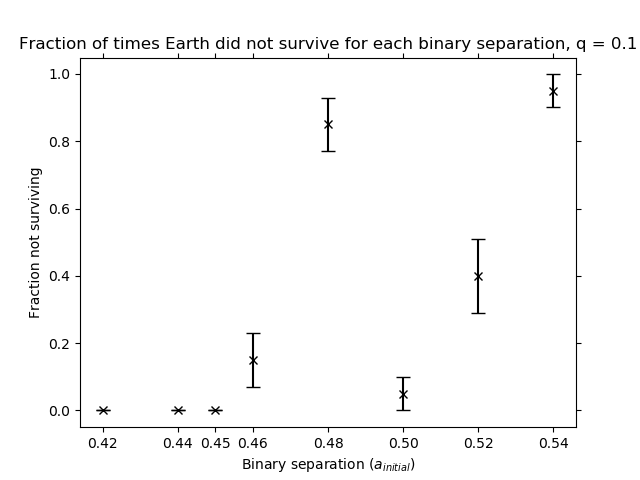 Fraction of times Earth did not survive for each binary separation, q = 0.1
1.0
0.8
0.6
0.4
0.2
0.0
Fraction not surviving
0.42 0.44 0.45 0.46 0.48 0.50 0.52 0.54
Binary separation (a_{initial})